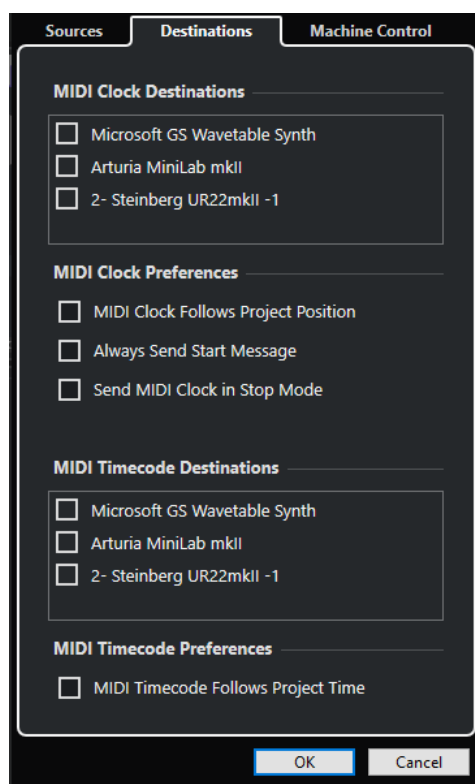 Sources Destinations Machine Control
MIDI Clock Destinations
Microsoft GS Wavetable Synth
Arturia MiniLab mkII
2- Steinberg UR22mkII -1
MIDI Clock Preferences
MIDI Clock Follows Project Position
Always Send Start Message
Send MIDI Clock in Stop Mode
MIDI Timecode Destinations
Microsoft GS Wavetable Synth
Arturia MiniLab mkII
2- Steinberg UR22mkII -1
MIDI Timecode Preferences
MIDI Timecode Follows Project Time
OK Cancel